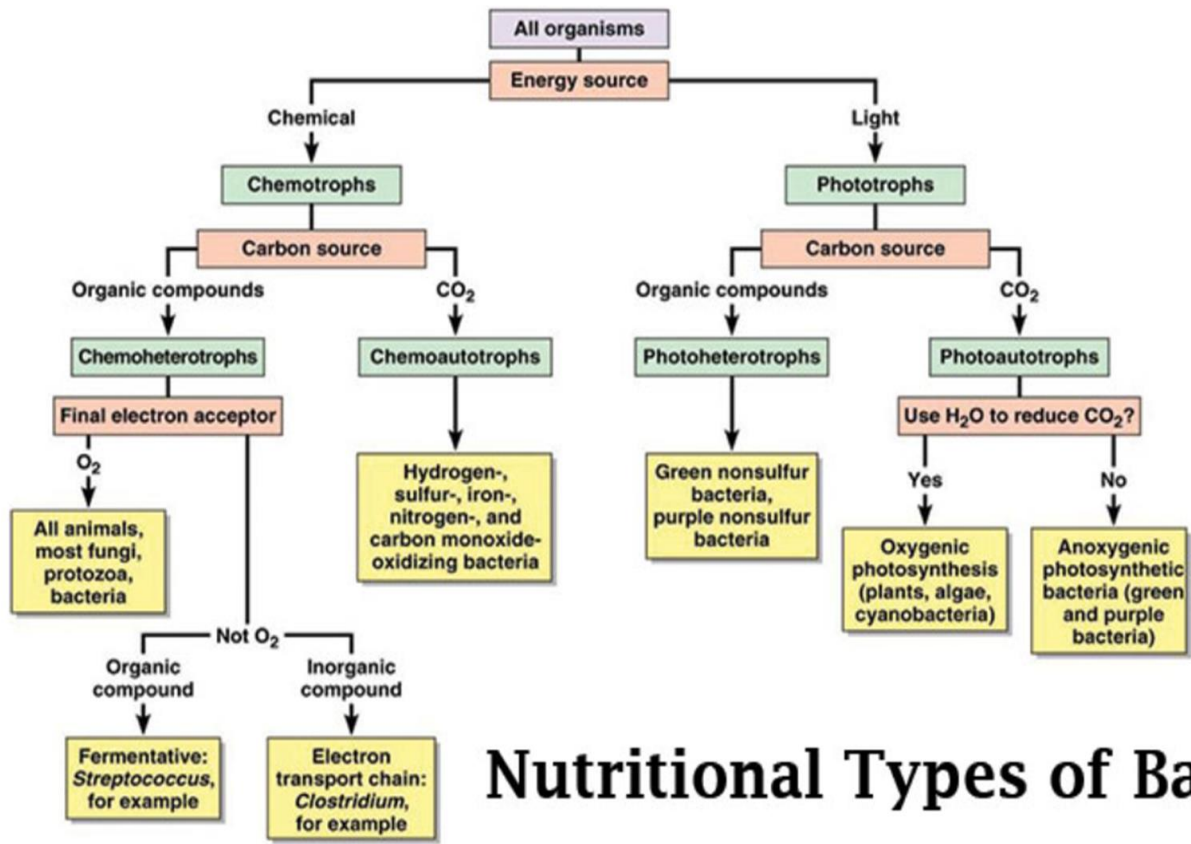 All organisms
Energy source
Chemical
Light
Chemotrophs
Phototrophs
Carbon source
Carbon source
Organic compounds
CO₂
Organic compounds
CO₂
Chemoheterotrophs
Chemoautotrophs
Photoheterotrophs
Photoautotrophs
Final electron acceptor
Use H₂O to reduce CO₂?
O₂
All animals,
most fungi,
protozoa,
bacteria
Hydrogen-,
sulfur-, iron-,
nitrogen-, and
carbon monoxide-
oxidizing bacteria
Green nonsulfur
bacteria,
purple nonsulfur
bacteria
Yes
No
Oxygenic
photosynthesis
(plants, algae,
cyanobacteria)
Anoxygenic
photosynthetic
bacteria (green
and purple
bacteria)
Not O₂
Organic
compound
Inorganic
compound
Fermentative:
Streptococcus,
for example
Electron
transport chain:
Clostridium,
for example
Nutritional Types of Ba